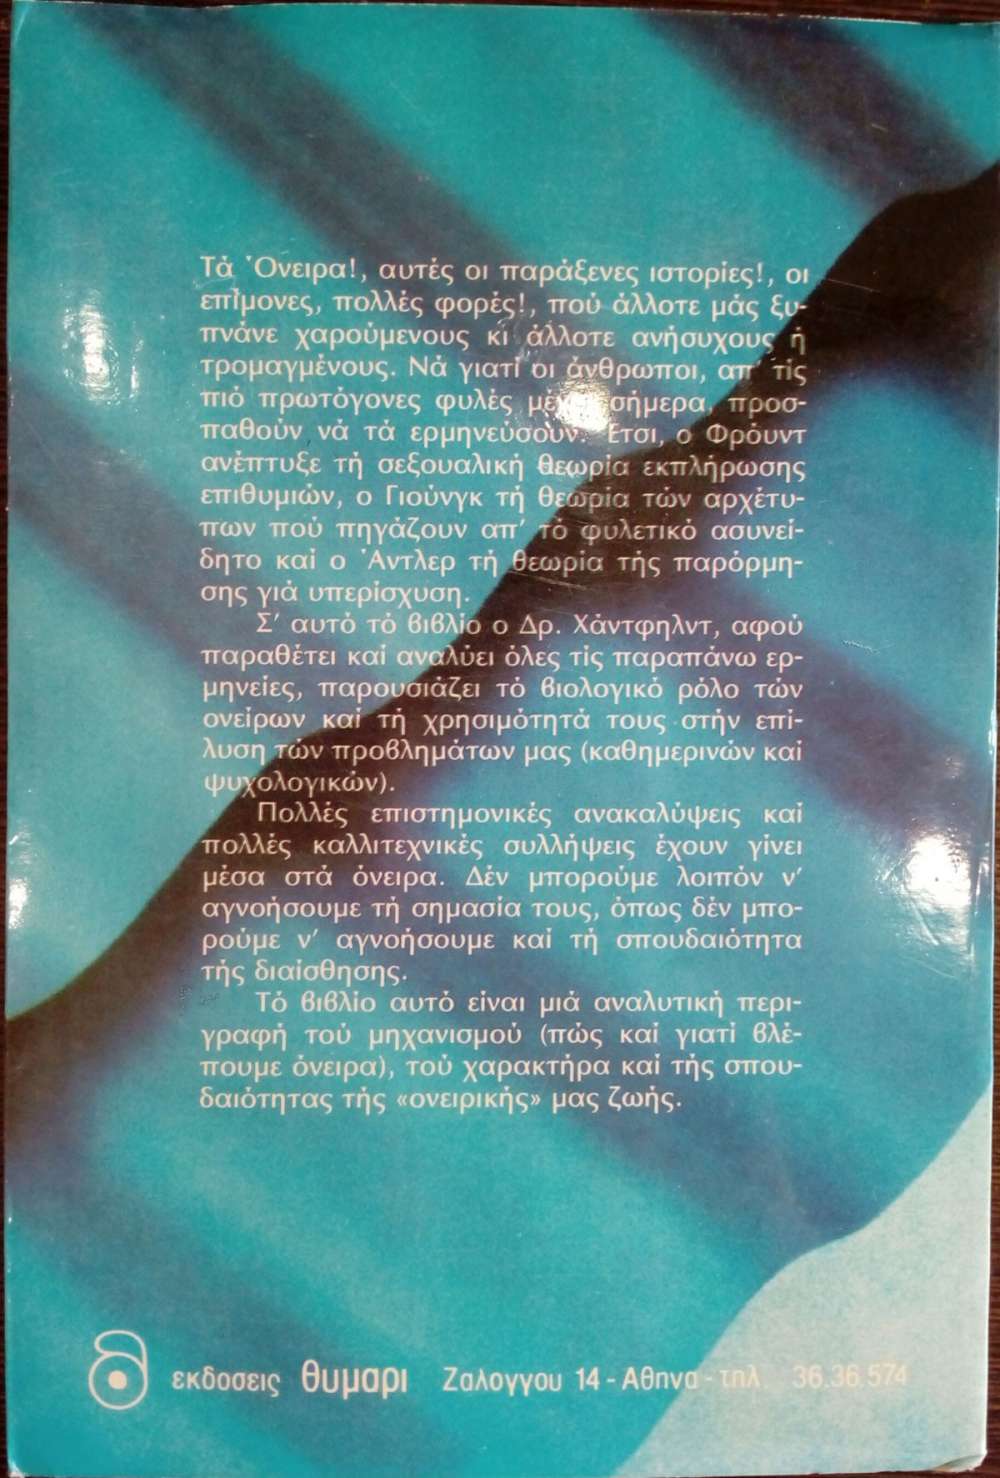 Τά Ὄνειρα!, αυτές οι παράξενες ιστορίες!, οι
επίμονες, πολλές φορές!, πού άλλοτε μάς ξυ-
πνάνε χαρούμενους κι άλλοτε ανήσυχους ή
τρομαγμένους. Νά γιατί οι άνθρωποι, απ' τίς
πιό πρωτόγονες φυλές μέχρι σήμερα, προσ-
παθούν νά τά ερμηνεύσουν. Έτσι, ο Φρόυντ
ανέπτυξε τή σεξουαλική θεωρία εκπλήρωσης
επιθυμιών, ο Γιούνγκ τή θεωρία τών αρχέτυ-
πων πού πηγάζουν απ' τό φυλετικό ασυνεί-
δητο καί ο Ἄντλερ τή θεωρία τής παρόρμη-
σης γιά υπερίσχυση.
Σ' αυτό τό βιβλίο ο Δρ. Χάντφηλντ, αφού
παραθέτει καί αναλύει όλες τίς παραπάνω ερ-
μηνείες, παρουσιάζει τό βιολογικό ρόλο τών
ονείρων καί τή χρησιμότητά τους στήν επί-
λυση τών προβλημάτων μας (καθημερινών καί
ψυχολογικών).
Πολλές επιστημονικές ανακαλύψεις καί
πολλές καλλιτεχνικές συλλήψεις έχουν γίνει
μέσα στά όνειρα. Δέν μπορούμε λοιπόν ν'
αγνοήσουμε τή σημασία τους, όπως δέν μπο-
ρούμε ν' αγνοήσουμε καί τή σπουδαιότητα
τής διαίσθησης.
Τό βιβλίο αυτό είναι μιά αναλυτική περι-
γραφή τού μηχανισμού (πώς καί γιατί βλέ-
πουμε όνειρα), τού χαρακτήρα καί τής σπου-
δαιότητας τής «ονειρικής» μας ζωής.
εκδοσεις θυμαρι Ζαλογγου 14 - Αθηνα - τηλ. 36.36.574